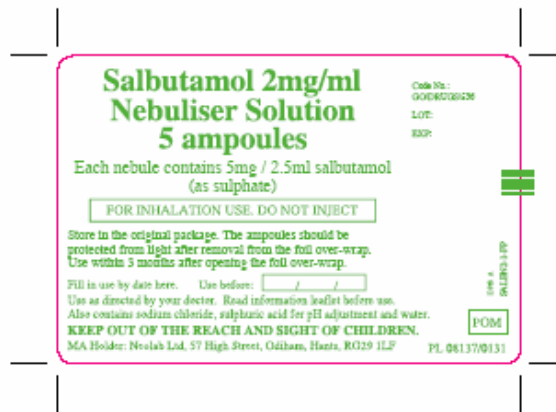 Salbutamol 2mg/ml
Nebuliser Solution
5 ampoules
Each nebule contains 5mg / 2.5ml salbutamol
(as sulphate)
FOR INHALATION USE. DO NOT INJECT
Store in the original package. The ampoules should be
protected from light after removal from the foil over-wrap.
Use within 3 months after opening the foil over-wrap.
Fill in use by date here. Use before: / /
Use as directed by your doctor. Read information leaflet before use.
Also contains sodium chloride, sulphuric acid for pH adjustment and water.
KEEP OUT OF THE REACH AND SIGHT OF CHILDREN.
MA Holder: Neolab Ltd, 57 High Street, Odiham, Hants, RG29 1LF
PL 08137/0131
Code No.:
LOT:
EXP:
POM